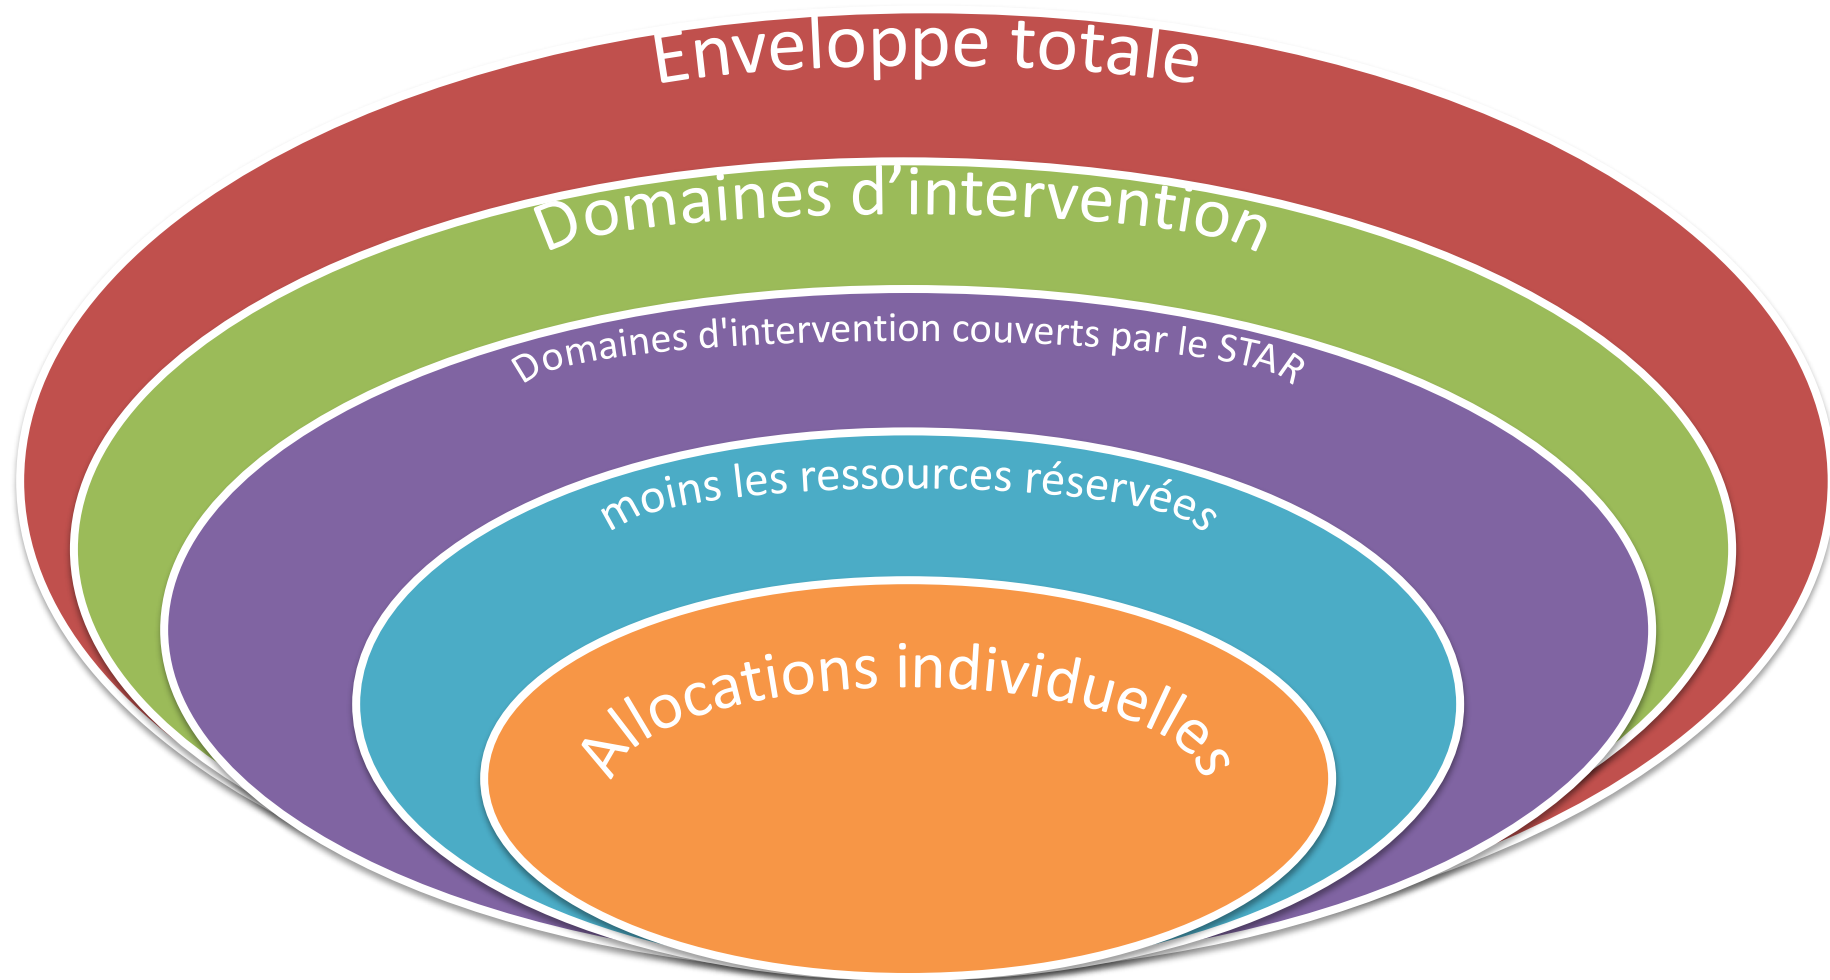 Enveloppe totale
Domaines d’intervention
Domaines d'intervention couverts par le STAR
moins les ressources réservées
Allocations individuelles